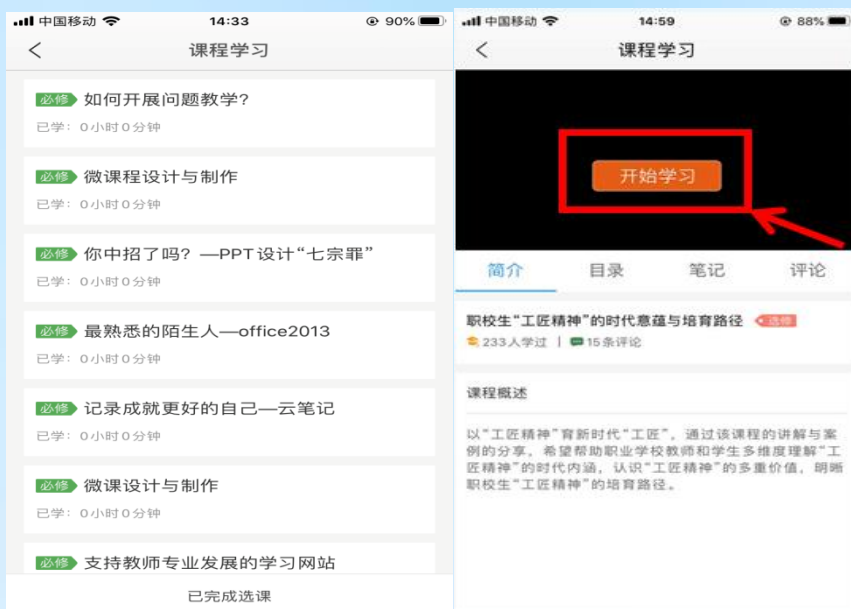 中国移动 14:33 90%
课程学习
必修 如何开展问题教学?
已学: 0小时0分钟
必修 微课程设计与制作
已学: 0小时0分钟
必修 你中招了吗? —PPT设计“七宗罪”
已学: 0小时0分钟
必修 最熟悉的陌生人—office2013
已学: 0小时0分钟
必修 记录成就更好的自己—云笔记
已学: 0小时0分钟
必修 微课设计与制作
已学: 0小时0分钟
必修 支持教师专业发展的学习网站
已完成选课
中国移动 14:59 88%
课程学习
开始学习
简介 目录 笔记 评论
职校生“工匠精神”的时代意蕴与培育路径 选修
233人学过 | 15条评论
课程概述
以“工匠精神”育新时代“工匠”，通过该课程的讲解与案
例的分享，希望帮助职业学校教师和学生多维度理解“工
匠精神”的时代内涵，认识“工匠精神”的多重价值，明晰
职校生“工匠精神”的培育路径。